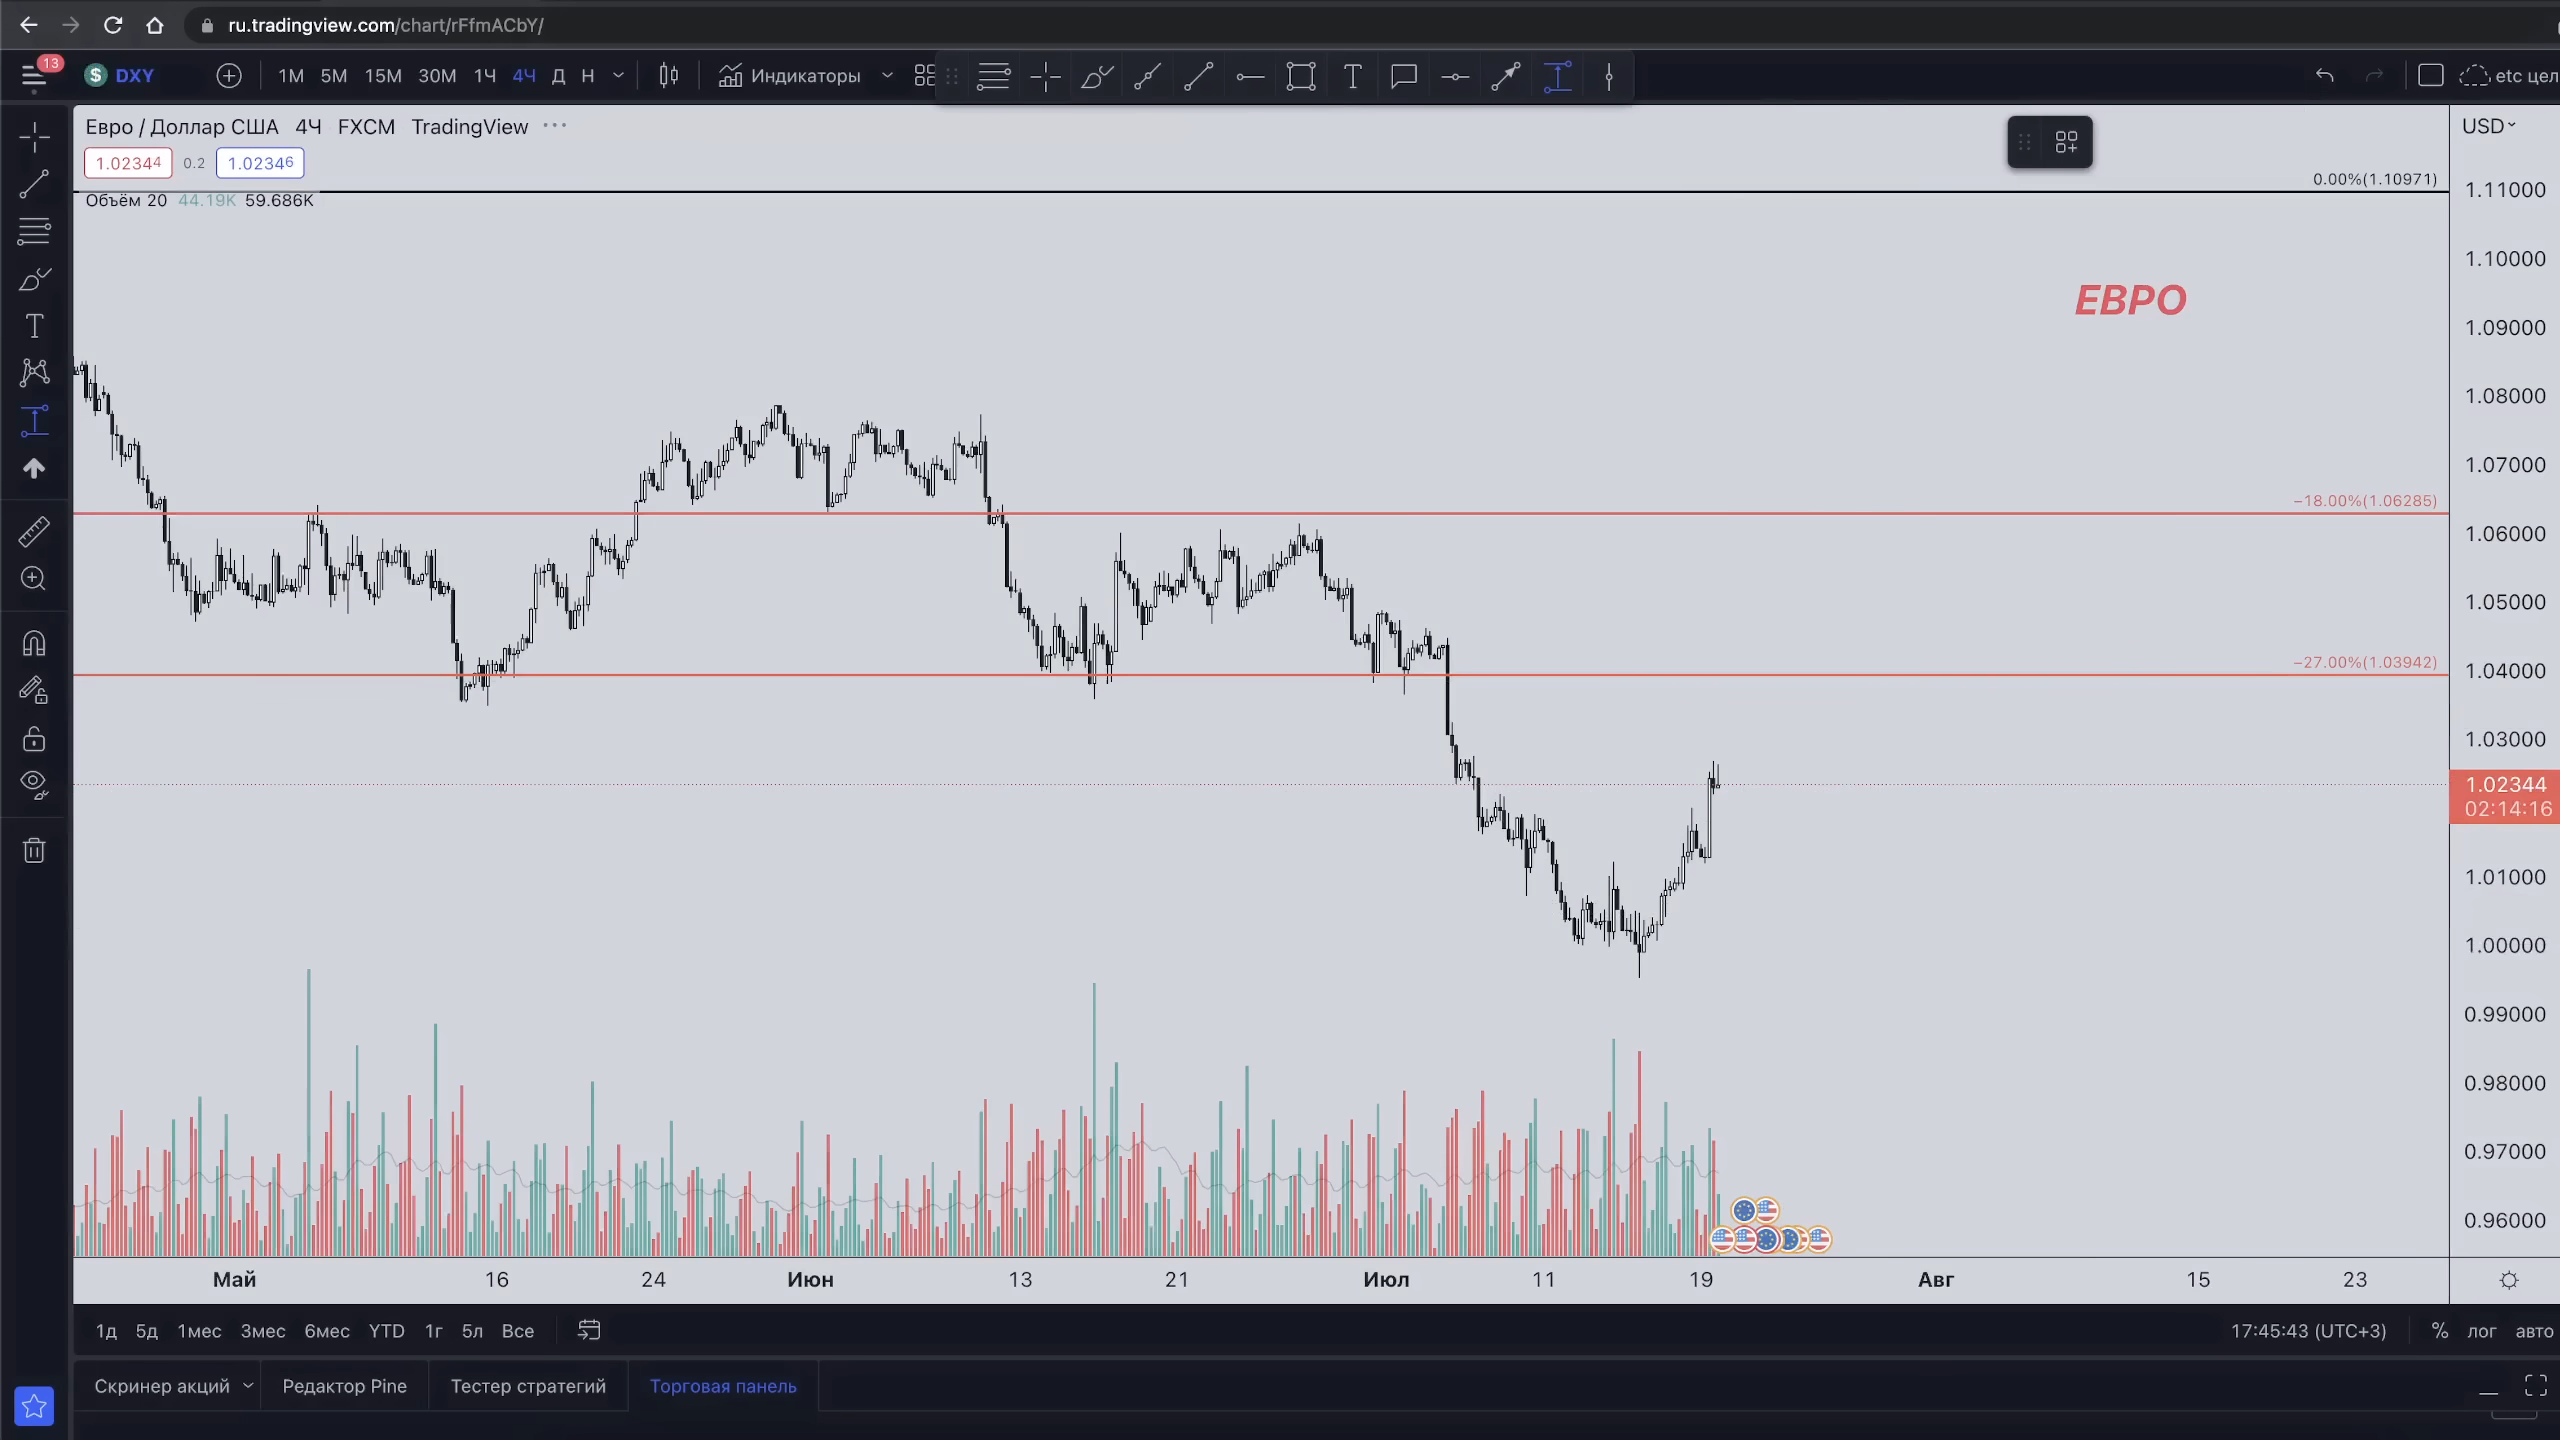 ru.tradingview.com/chart/rFfmACbY/
13
$ DXY 1М 5М 15М 30М 1Ч 4Ч Д Н Индикаторы etc цел
Евро / Доллар США 4Ч FXCM TradingView ···
USD
1.02344 0.2 1.02346
0.00%(1.10971)
Объём 20 44.19K 59.686K
1.11000
1.10000
ЕВРО
1.09000
1.08000
1.07000
−18.00%(1.06285)
1.06000
1.05000
−27.00%(1.03942)
1.04000
1.03000
1.02344
02:14:16
1.01000
1.00000
0.99000
0.98000
0.97000
0.96000
Май 16 24 Июн 13 21 Июл 11 19 Авг 15 23
1д 5д 1мес 3мес 6мес YTD 1г 5л Все 17:45:43 (UTC+3) % лог авто
Скринер акций Редактор Pine Тестер стратегий Торговая панель